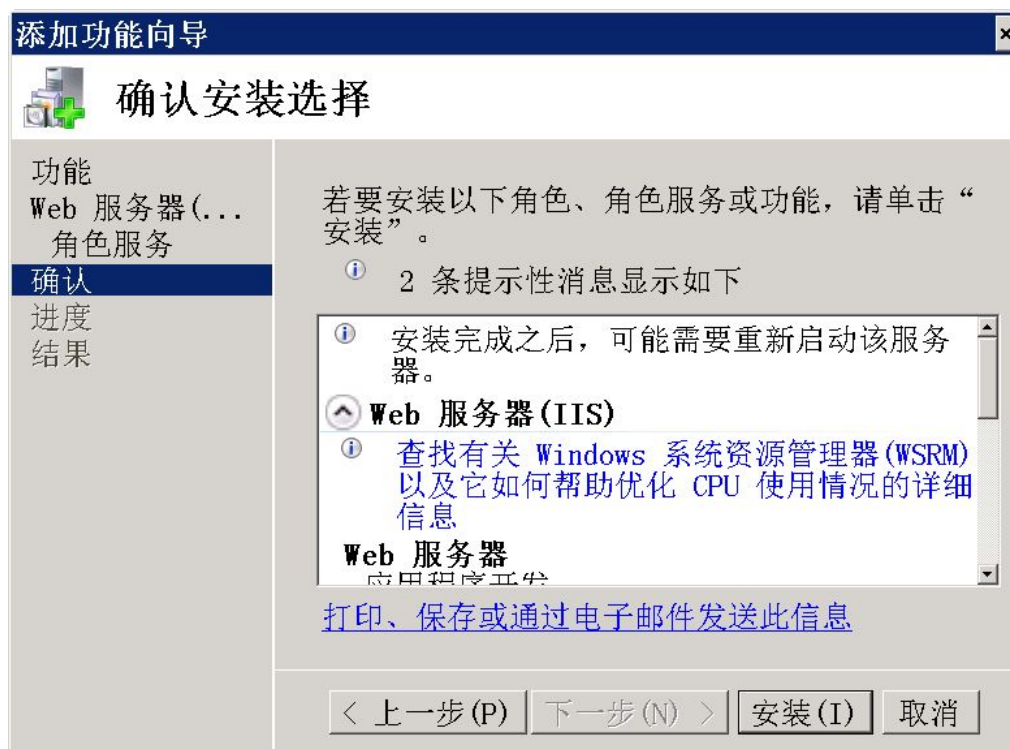 添加功能向导
确认安装选择
功能
Web 服务器(...
角色服务
确认
进度
结果
若要安装以下角色、角色服务或功能，请单击“
安装”。
2 条提示性消息显示如下
安装完成之后，可能需要重新启动该服务
器。
Web 服务器(IIS)
查找有关 Windows 系统资源管理器(WSRM)
以及它如何帮助优化 CPU 使用情况的详细
信息
Web 服务器
应用程序开发
打印、保存或通过电子邮件发送此信息
< 上一步(P)
下一步(N) >
安装(I)
取消